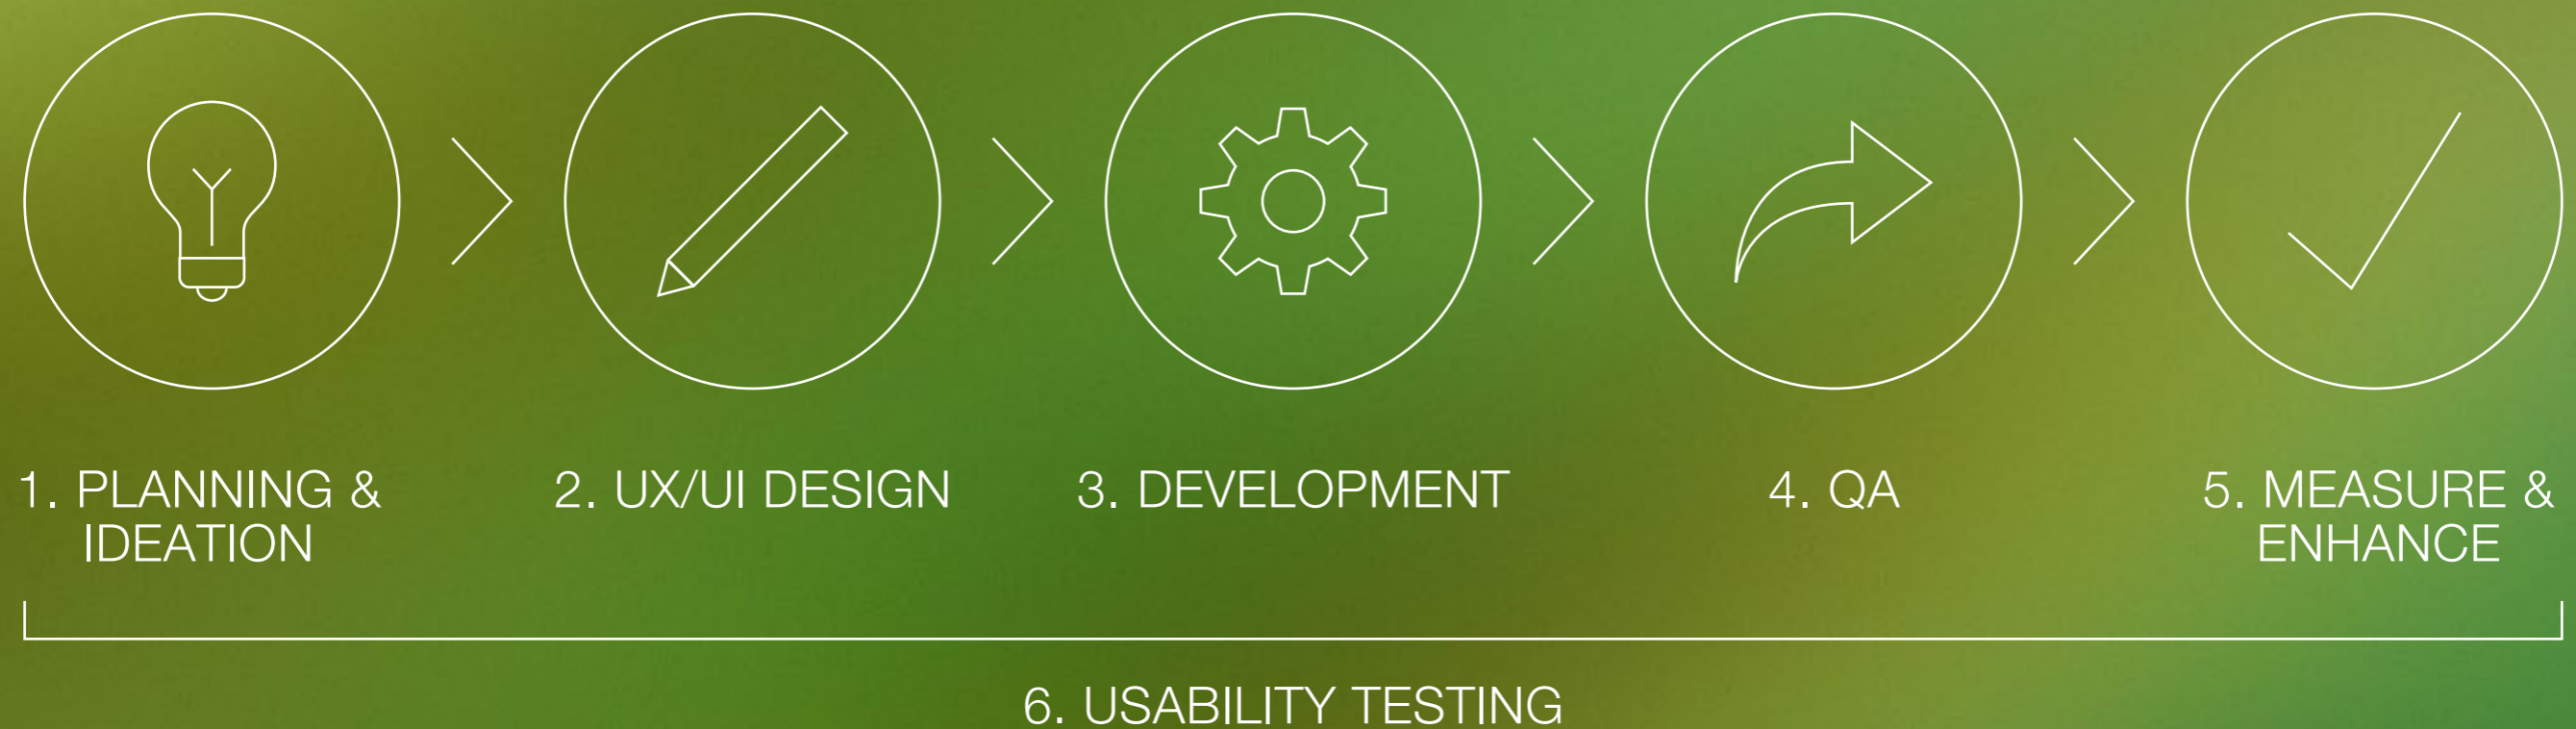 1. PLANNING &
IDEATION
2. UX/UI DESIGN
3. DEVELOPMENT
4. QA
5. MEASURE &
ENHANCE
6. USABILITY TESTING